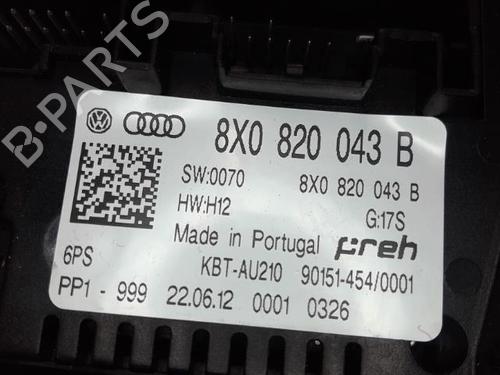 8X0 820 043 B
SW:0070 8X0 820 043 B
HW:H12 G:17S
Made in Portugal Preh
6PS KBT-AU210 90151-454/0001
PP1 - 999 22.06.12 0001 0326
B-PARTS